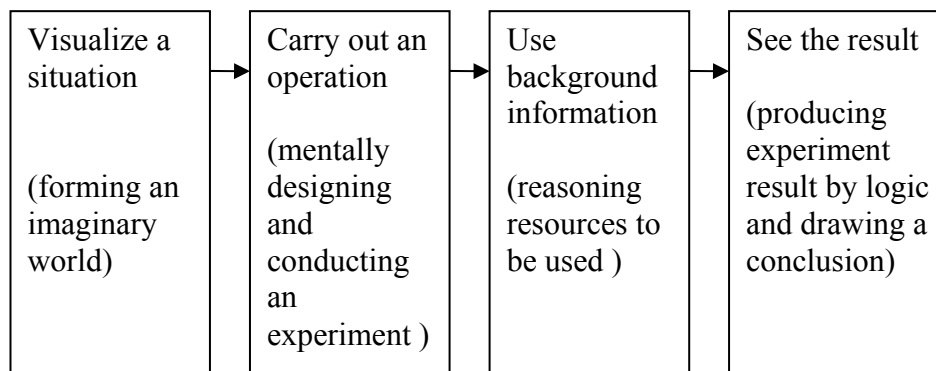 Visualize a
situation
(forming an
imaginary
world)
Carry out an
operation
(mentally
designing
and
conducting
an
experiment )
Use
background
information
(reasoning
resources to
be used )
See the result
(producing
experiment
result by logic
and drawing a
conclusion)